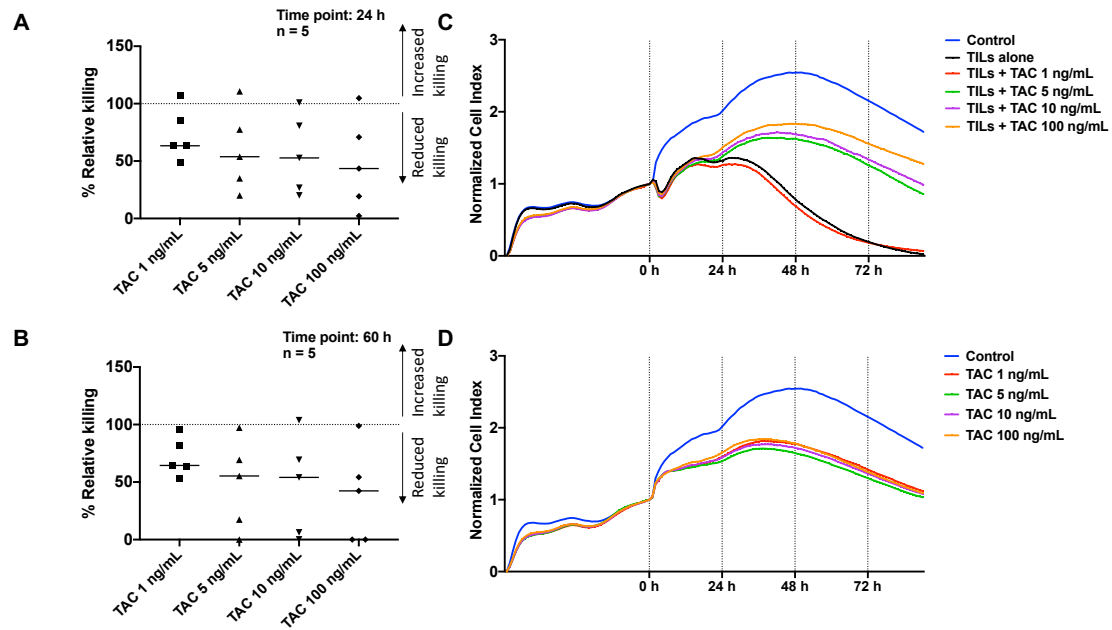 A
Time point: 24 h
n = 5
Increased
killing
Reduced
killing
% Relative killing
150
100
50
0
TAC 1 ng/mL
TAC 5 ng/mL
TAC 10 ng/mL
TAC 100 ng/mL
C
Normalized Cell Index
3
2
1
0
0 h
24 h
48 h
72 h
Control
TILs alone
TILs + TAC 1 ng/mL
TILs + TAC 5 ng/mL
TILs + TAC 10 ng/mL
TILs + TAC 100 ng/mL
B
Time point: 60 h
n = 5
Increased
killing
Reduced
killing
% Relative killing
150
100
50
0
TAC 1 ng/mL
TAC 5 ng/mL
TAC 10 ng/mL
TAC 100 ng/mL
D
Normalized Cell Index
3
2
1
0
0 h
24 h
48 h
72 h
Control
TAC 1 ng/mL
TAC 5 ng/mL
TAC 10 ng/mL
TAC 100 ng/mL